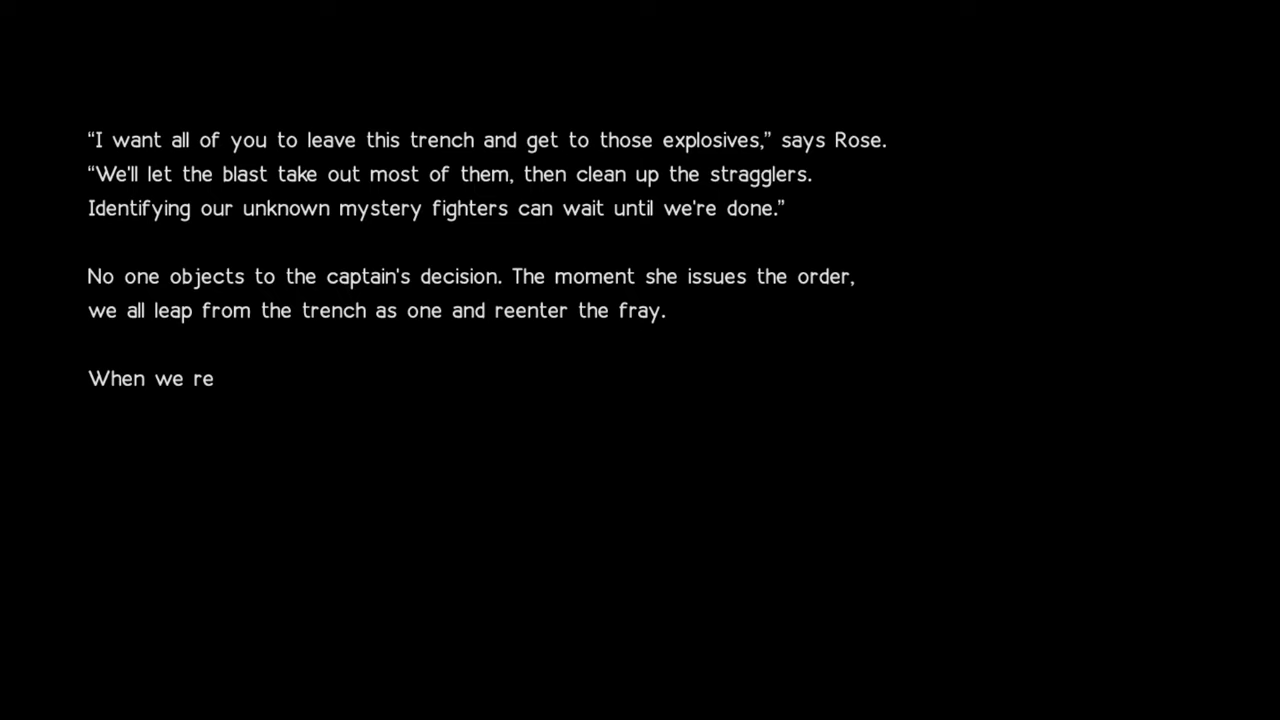 “I want all of you to leave this trench and get to those explosives,” says Rose.
“We'll let the blast take out most of them, then clean up the stragglers.
Identifying our unknown mystery fighters can wait until we're done.”
No one objects to the captain's decision. The moment she issues the order,
we all leap from the trench as one and reenter the fray.
When we re